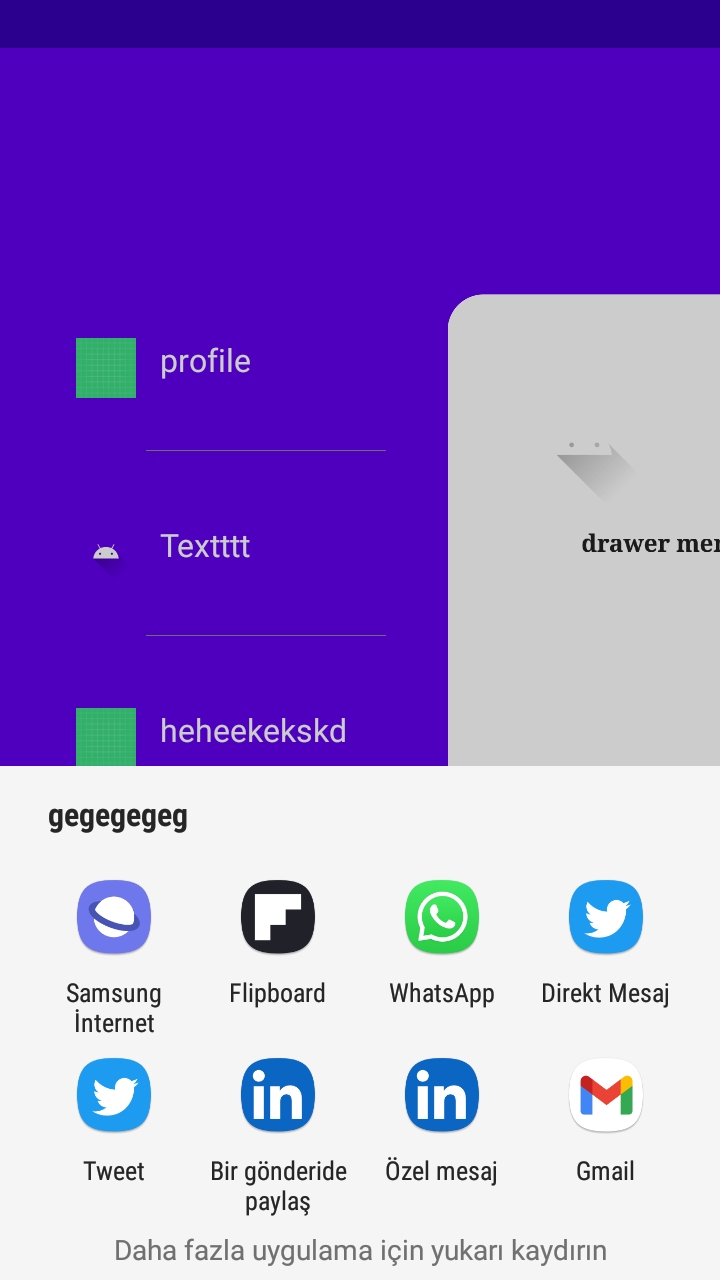 profile
Textttt
drawer mer
heheekekskd
gegegegeg
Samsung
İnternet
Flipboard
WhatsApp
Direkt Mesaj
Tweet
Bir gönderide
paylaş
Özel mesaj
Gmail
Daha fazla uygulama için yukarı kaydırın